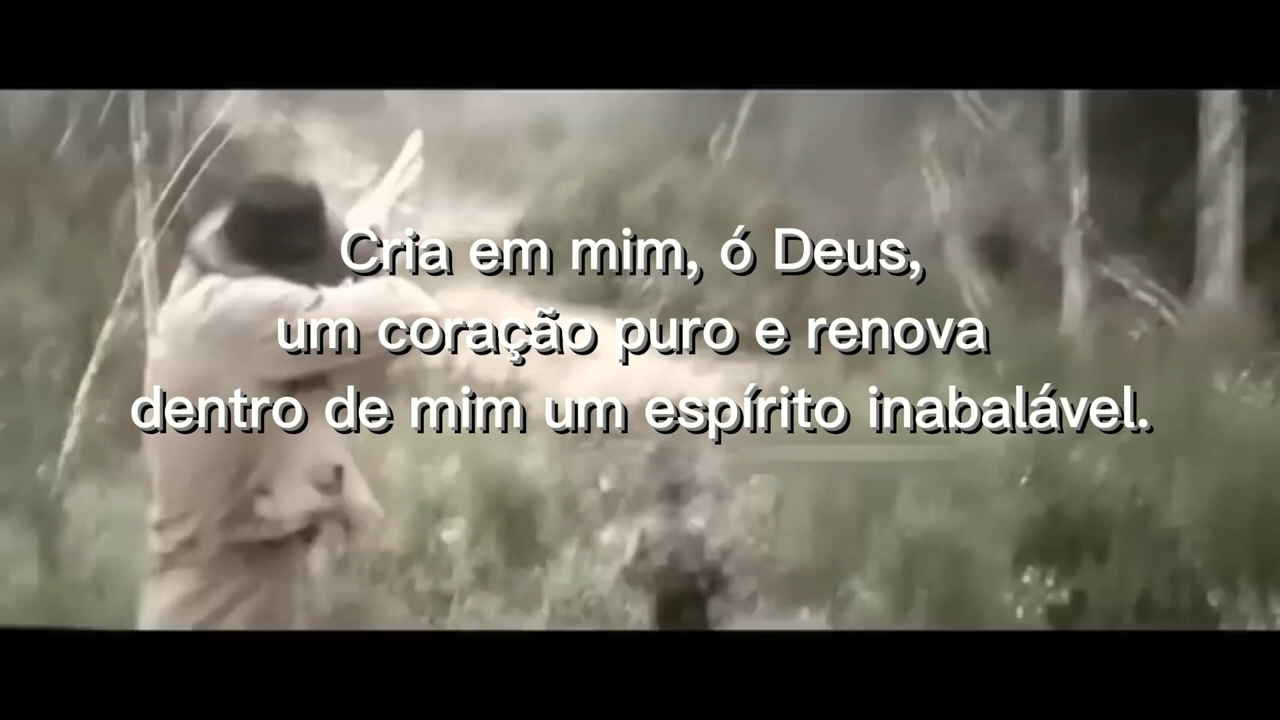 Cria em mim, ó Deus,
um coração puro e renova
dentro de mim um espírito inabalável.